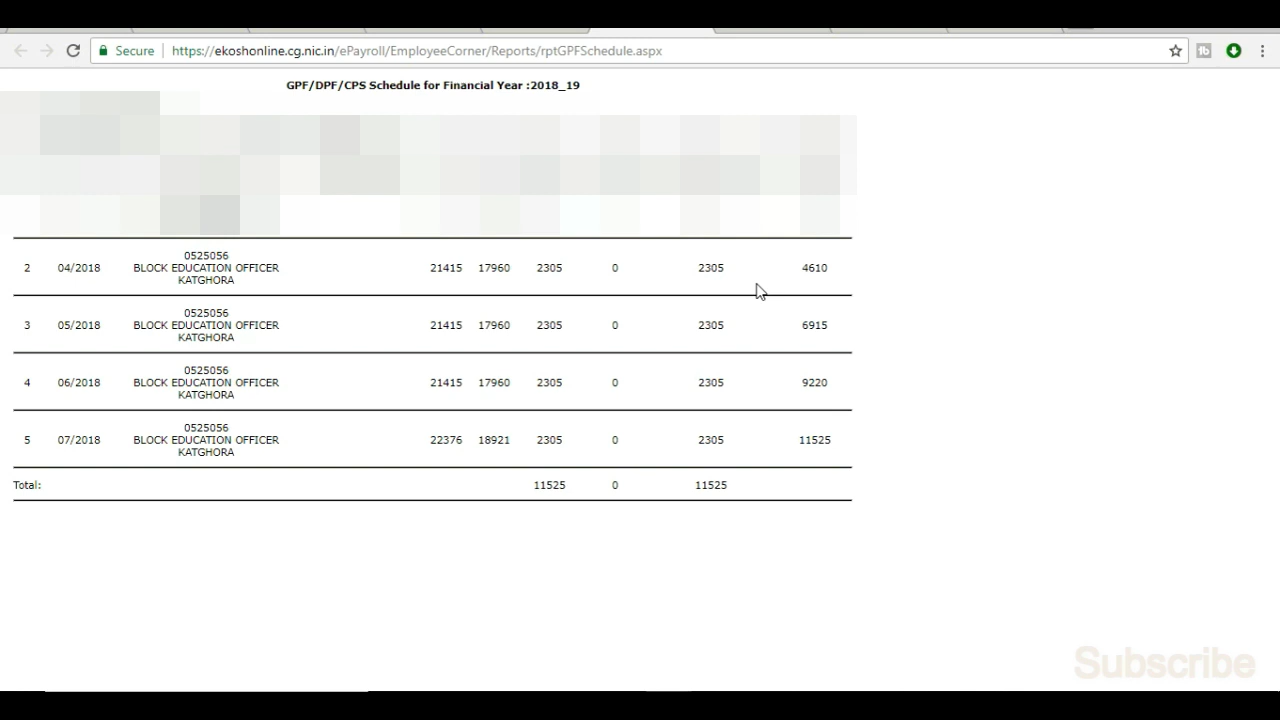 Secure https://ekoshonline.cg.nic.in/ePayroll/EmployeeCorner/Reports/rptGPFSchedule.aspx
GPF/DPF/CPS Schedule for Financial Year :2018_19
0525056
2 04/2018 BLOCK EDUCATION OFFICER 21415 17960 2305 0 2305 4610
KATGHORA
0525056
3 05/2018 BLOCK EDUCATION OFFICER 21415 17960 2305 0 2305 6915
KATGHORA
0525056
4 06/2018 BLOCK EDUCATION OFFICER 21415 17960 2305 0 2305 9220
KATGHORA
0525056
5 07/2018 BLOCK EDUCATION OFFICER 22376 18921 2305 0 2305 11525
KATGHORA
Total: 11525 0 11525
Subscribe